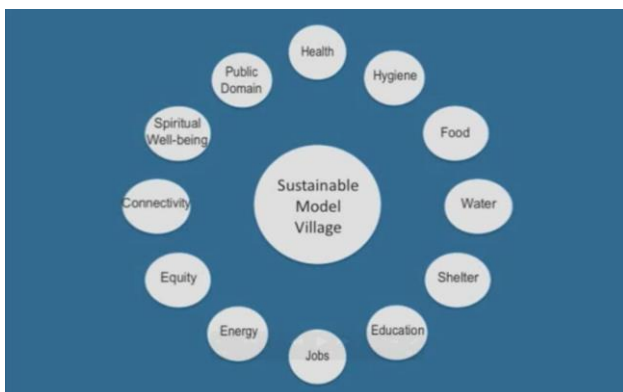 Health
Hygiene
Food
Water
Shelter
Education
Jobs
Energy
Equity
Connectivity
Spiritual
Well-being
Public
Domain
Sustainable
Model
Village